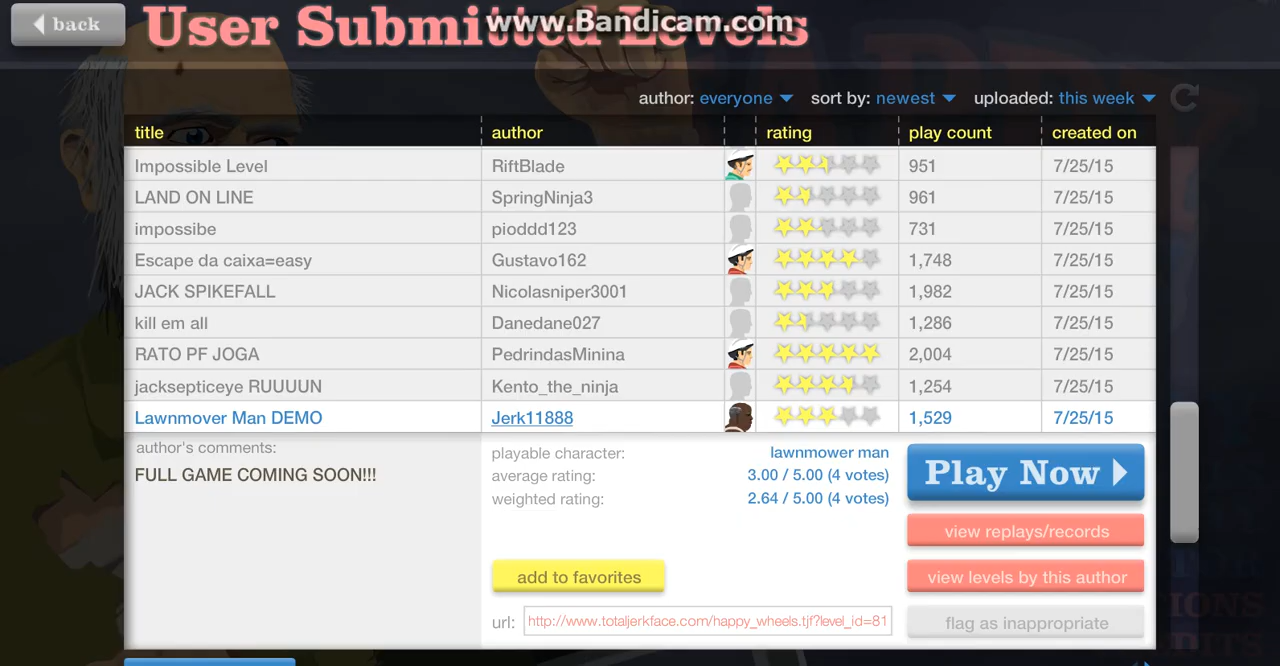 back
User Submitted Levels
www.Bandicam.com
author: everyone sort by: newest uploaded: this week
title author rating play count created on
Impossible Level RiftBlade 951 7/25/15
LAND ON LINE SpringNinja3 961 7/25/15
impossibe pioddd123 731 7/25/15
Escape da caixa=easy Gustavo162 1,748 7/25/15
JACK SPIKEFALL Nicolasniper3001 1,982 7/25/15
kill em all Danedane027 1,286 7/25/15
RATO PF JOGA PedrindasMinina 2,004 7/25/15
jacksepticeye RUUUUN Kento_the_ninja 1,254 7/25/15
Lawnmover Man DEMO Jerk11888 1,529 7/25/15
author's comments:
FULL GAME COMING SOON!!!
playable character: lawnmower man
average rating: 3.00 / 5.00 (4 votes)
weighted rating: 2.64 / 5.00 (4 votes)
Play Now
view replays/records
add to favorites
view levels by this author
url: http://www.totaljerkface.com/happy_wheels.tjf?level_id=81
flag as inappropriate